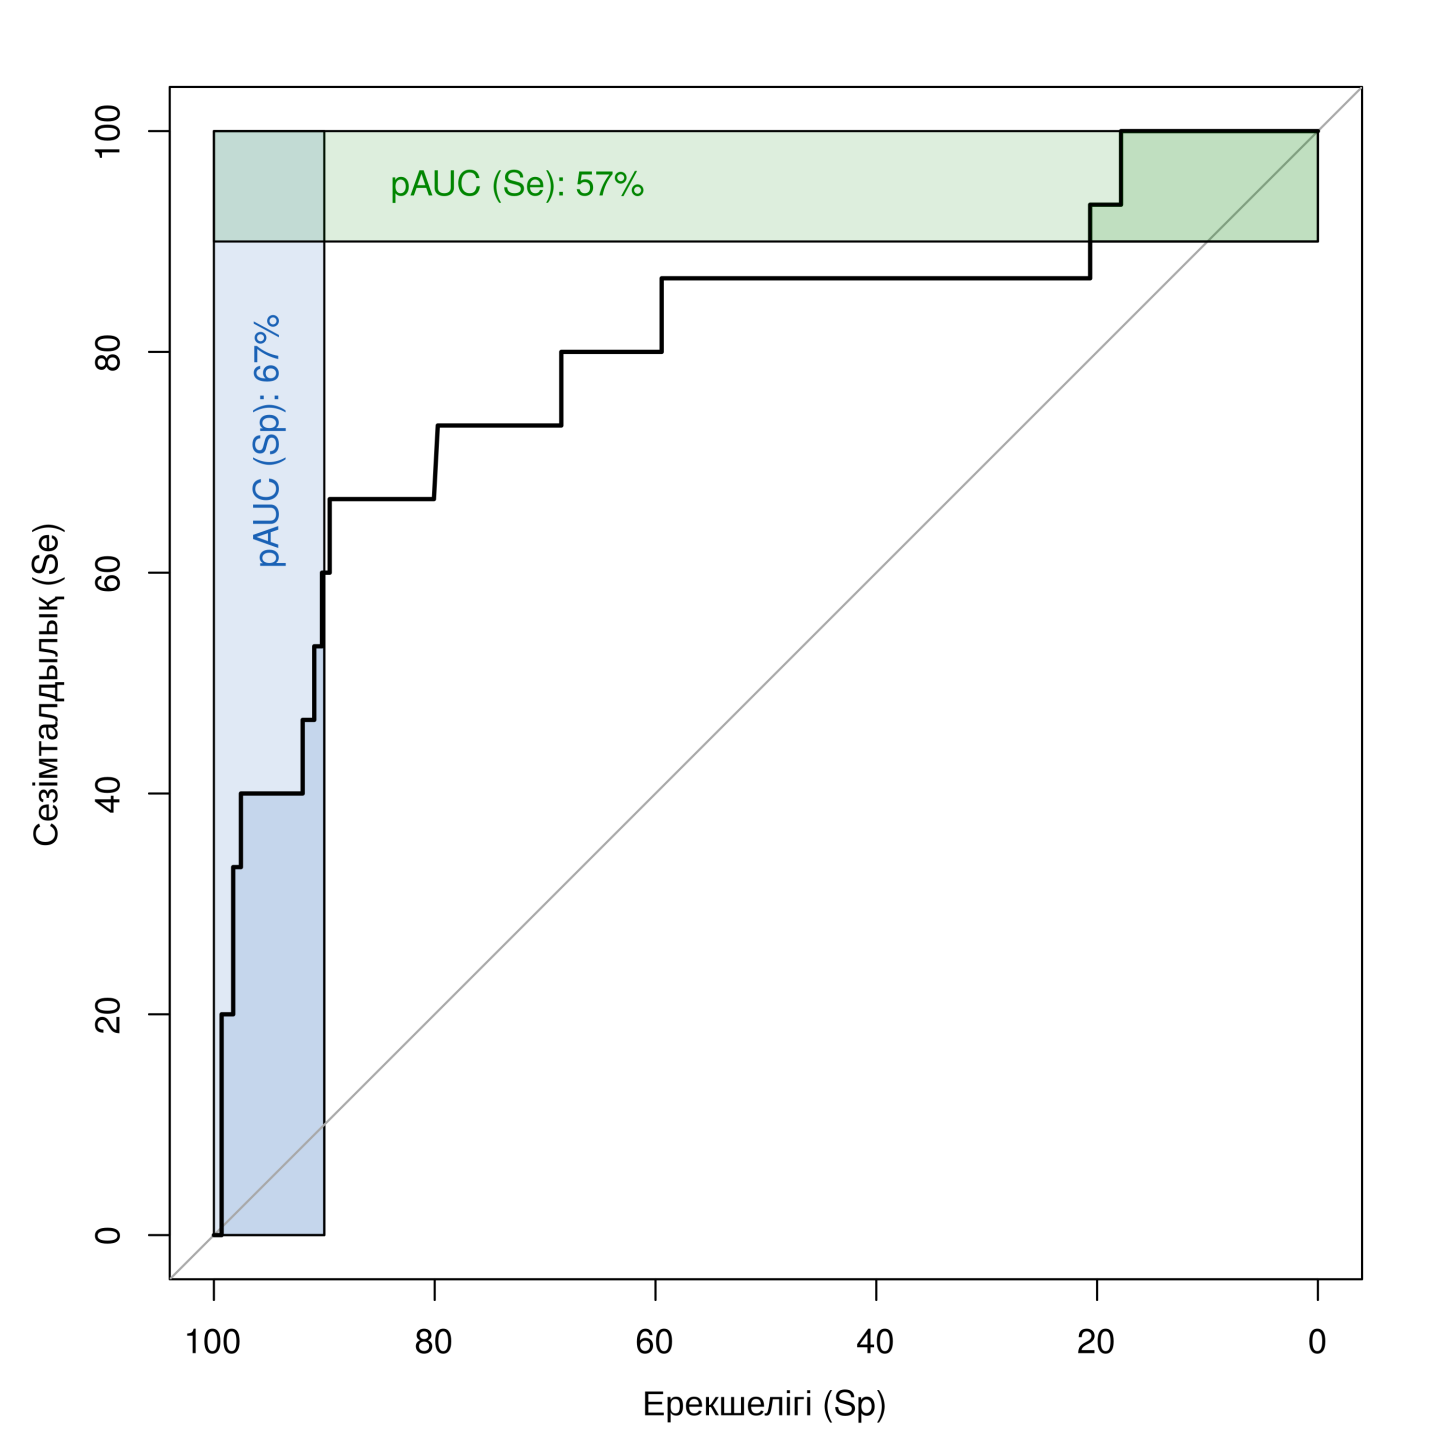 100
80
60
40
20
0
Сезімталдылық (Se)
pAUC (Se): 57%
pAUC (Sp): 67%
100 80 60 40 20 0
Ерекшелігі (Sp)